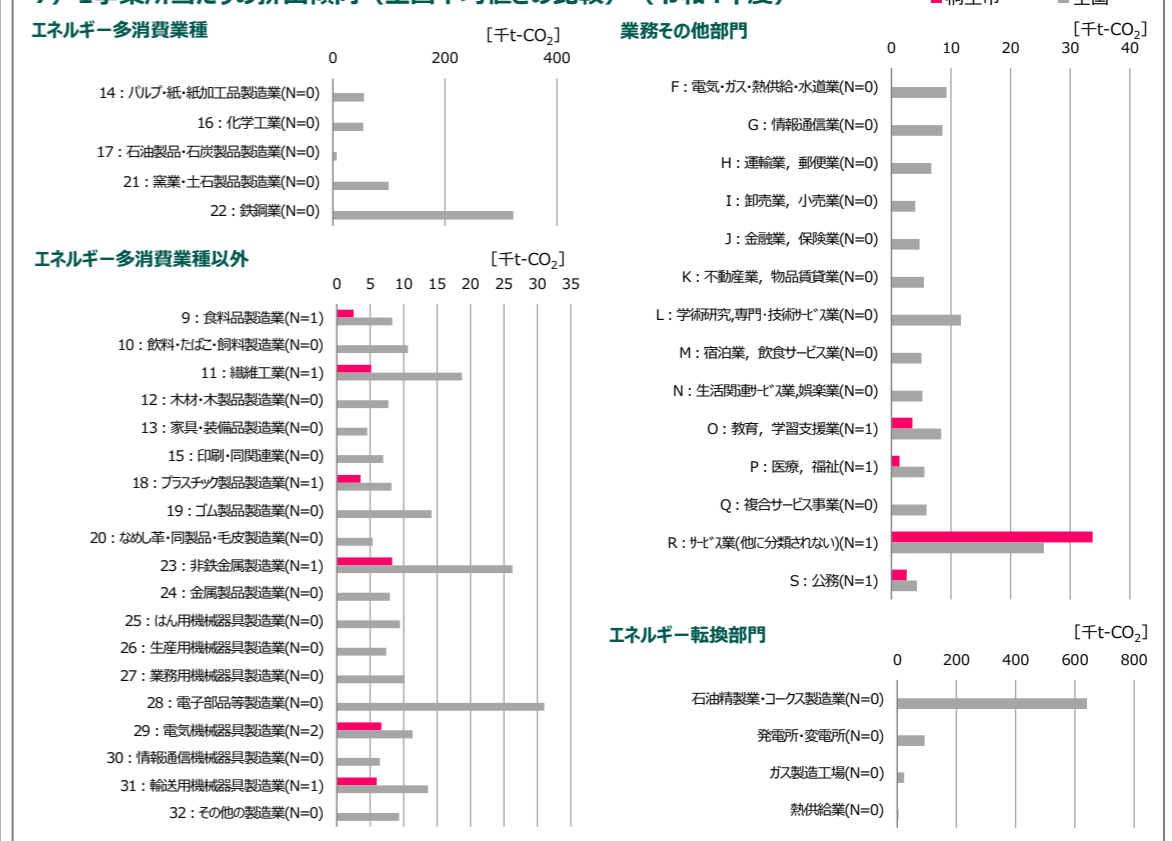 エネルギー多消費業種
[千t-CO₂]
0 200 400
14：パルプ・紙・紙加工品製造業(N=0)
16：化学工業(N=0)
17：石油製品・石炭製品製造業(N=0)
21：窯業・土石製品製造業(N=0)
22：鉄鋼業(N=0)
エネルギー多消費業種以外
[千t-CO₂]
0 5 10 15 20 25 30 35
9：食料品製造業(N=1)
10：飲料・たばこ・飼料製造業(N=0)
11：繊維工業(N=1)
12：木材・木製品製造業(N=0)
13：家具・装備品製造業(N=0)
15：印刷・同関連業(N=0)
18：プラスチック製品製造業(N=1)
19：ゴム製品製造業(N=0)
20：なめし革・同製品・毛皮製造業(N=0)
23：非鉄金属製造業(N=1)
24：金属製品製造業(N=0)
25：はん用機械器具製造業(N=0)
26：生産用機械器具製造業(N=0)
27：業務用機械器具製造業(N=0)
28：電子部品等製造業(N=0)
29：電気機械器具製造業(N=2)
30：情報通信機械器具製造業(N=0)
31：輸送用機械器具製造業(N=1)
32：その他の製造業(N=0)
業務その他部門
[千t-CO₂]
0 10 20 30 40
F：電気・ガス・熱供給・水道業(N=0)
G：情報通信業(N=0)
H：運輸業，郵便業(N=0)
I：卸売業，小売業(N=0)
J：金融業，保険業(N=0)
K：不動産業，物品賃貸業(N=0)
L：学術研究,専門・技術ｻｰﾋﾞｽ業(N=0)
M：宿泊業，飲食サービス業(N=0)
N：生活関連ｻｰﾋﾞｽ業,娯楽業(N=0)
O：教育，学習支援業(N=1)
P：医療，福祉(N=1)
Q：複合サービス事業(N=0)
R：ｻｰﾋﾞｽ業(他に分類されない)(N=1)
S：公務(N=1)
エネルギー転換部門
[千t-CO₂]
0 200 400 600 800
石油精製業・コークス製造業(N=0)
発電所・変電所(N=0)
ガス製造工場(N=0)
熱供給業(N=0)